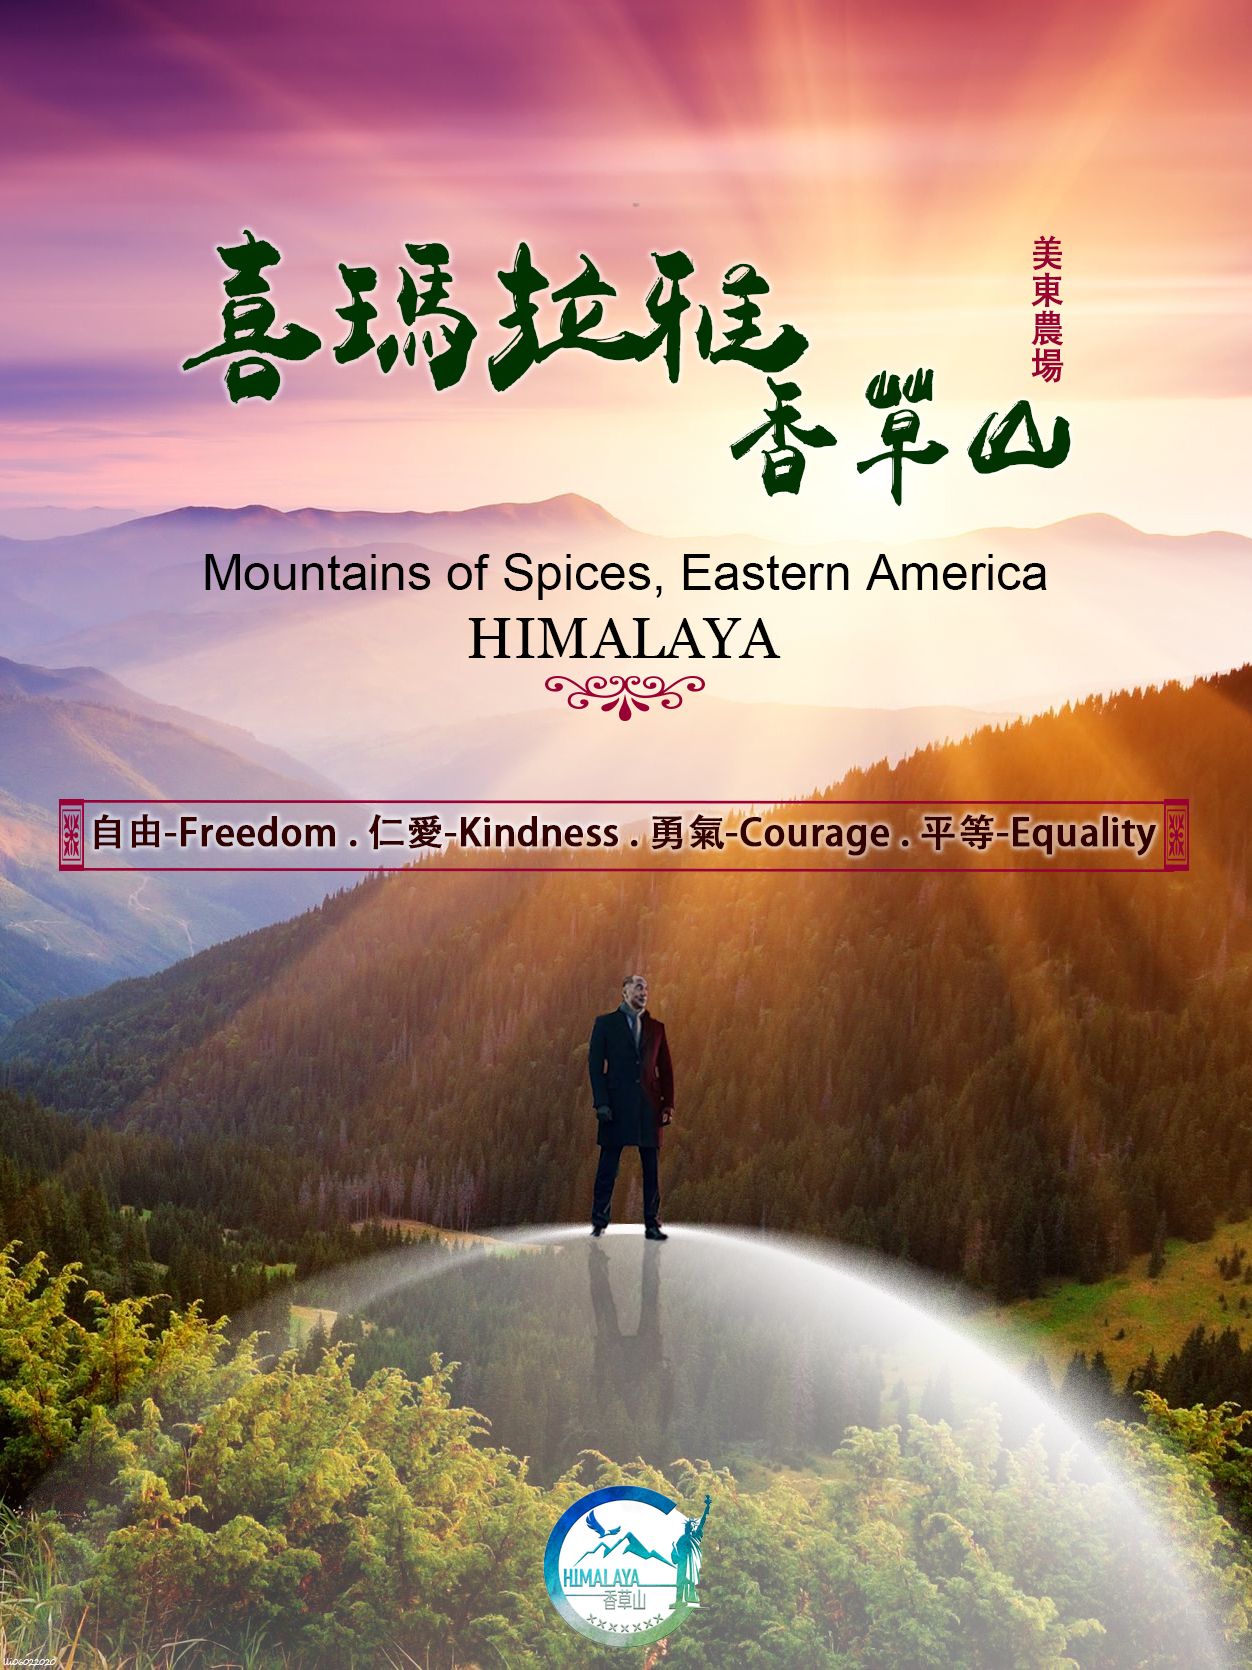 喜瑪拉雅
香草山
美東農場
Mountains of Spices, Eastern America
HIMALAYA
自由-Freedom . 仁愛-Kindness . 勇氣-Courage . 平等-Equality
HIMALAYA
香草山